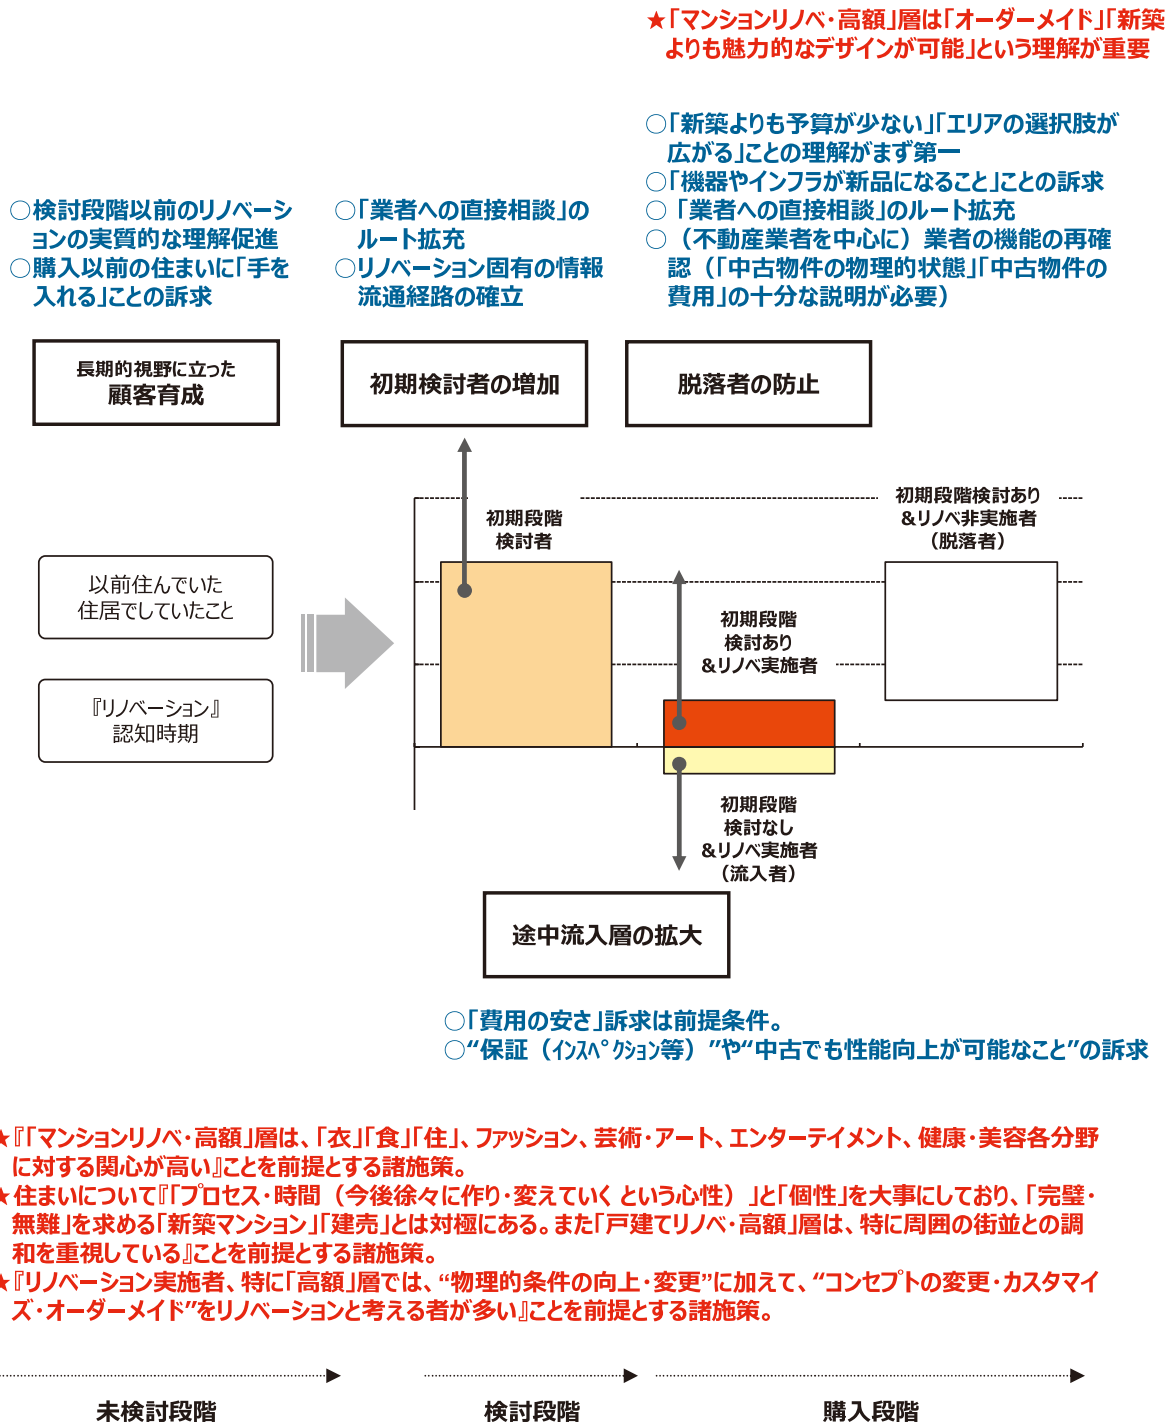 ★「マンションリノベ・高額」層は「オーダーメイド」「新築
よりも魅力的なデザインが可能」という理解が重要
○「新築よりも予算が少ない」「エリアの選択肢が
広がる」ことの理解がまず第一
○「機器やインフラが新品になること」ことの訴求
○「業者への直接相談」のルート拡充
○（不動産業者を中心に）業者の機能の再確
認（「中古物件の物理的状態」「中古物件の
費用」の十分な説明が必要）
○検討段階以前のリノベーシ
ョンの実質的な理解促進
○購入以前の住まいに「手を
入れる」ことの訴求
○「業者への直接相談」の
ルート拡充
○リノベーション固有の情報
流通経路の確立
長期的視野に立った
顧客育成
初期検討者の増加
脱落者の防止
初期段階
検討者
初期段階検討あり
&リノベ非実施者
（脱落者）
以前住んでいた
住居でしていたこと
初期段階
検討あり
&リノベ実施者
『リノベーション』
認知時期
初期段階
検討なし
&リノベ実施者
（流入者）
途中流入層の拡大
○「費用の安さ」訴求は前提条件。
○“保証（ｲﾝｽﾍﾟｸｼｮﾝ等）”や“中古でも性能向上が可能なこと”の訴求
★『「マンションリノベ・高額」層は、「衣」「食」「住」、ファッション、芸術・アート、エンターテイメント、健康・美容各分野
に対する関心が高い』ことを前提とする諸施策。
★住まいについて『「プロセス・時間（今後徐々に作り・変えていく という心性）」と「個性」を大事にしており、「完璧・
無難」を求める「新築マンション」「建売」とは対極にある。また「戸建てリノベ・高額」層は、特に周囲の街並との調
和を重視している』ことを前提とする諸施策。
★『リノベーション実施者、特に「高額」層では、“物理的条件の向上・変更”に加えて、“コンセプトの変更・カスタマイ
ズ・オーダーメイド”をリノベーションと考える者が多い』ことを前提とする諸施策。
未検討段階
検討段階
購入段階